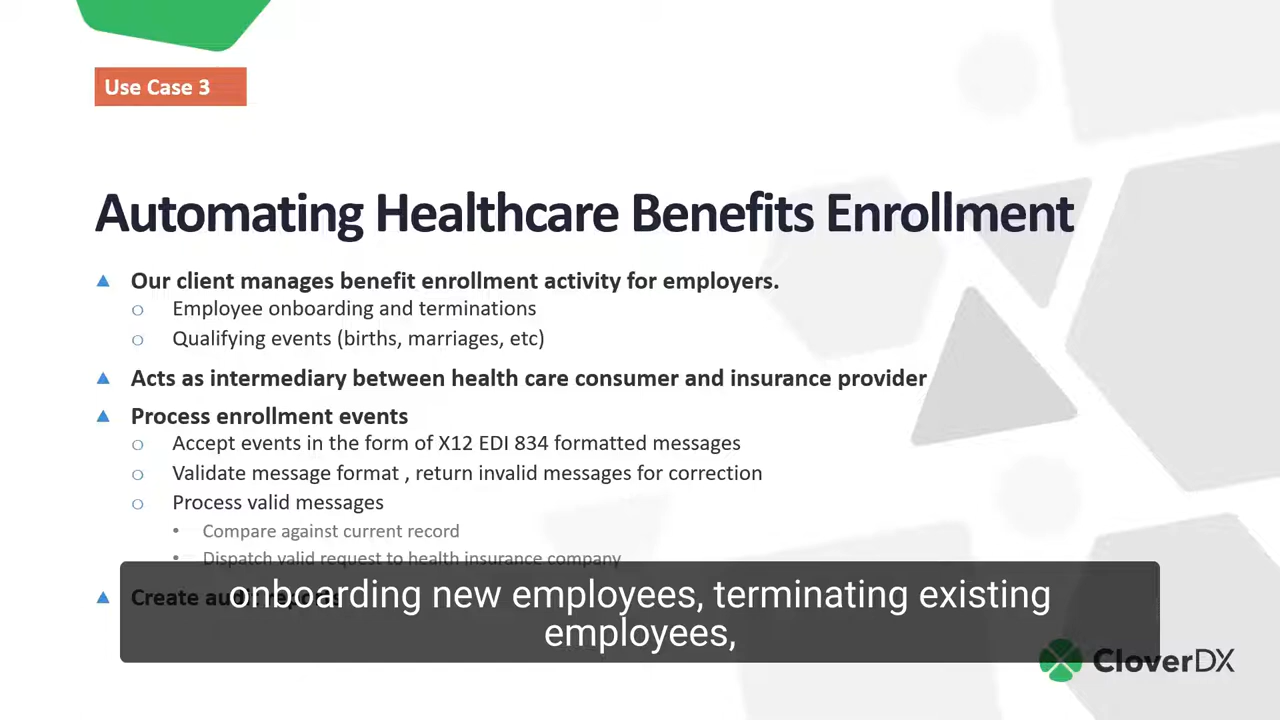 Use Case 3
Automating Healthcare Benefits Enrollment
Our client manages benefit enrollment activity for employers.
Employee onboarding and terminations
Qualifying events (births, marriages, etc)
Acts as intermediary between health care consumer and insurance provider
Process enrollment events
Accept events in the form of X12 EDI 834 formatted messages
Validate message format , return invalid messages for correction
Process valid messages
Compare against current record
Dispatch valid request to health insurance company
Create audit reports
onboarding new employees, terminating existing
employees,
CloverDX